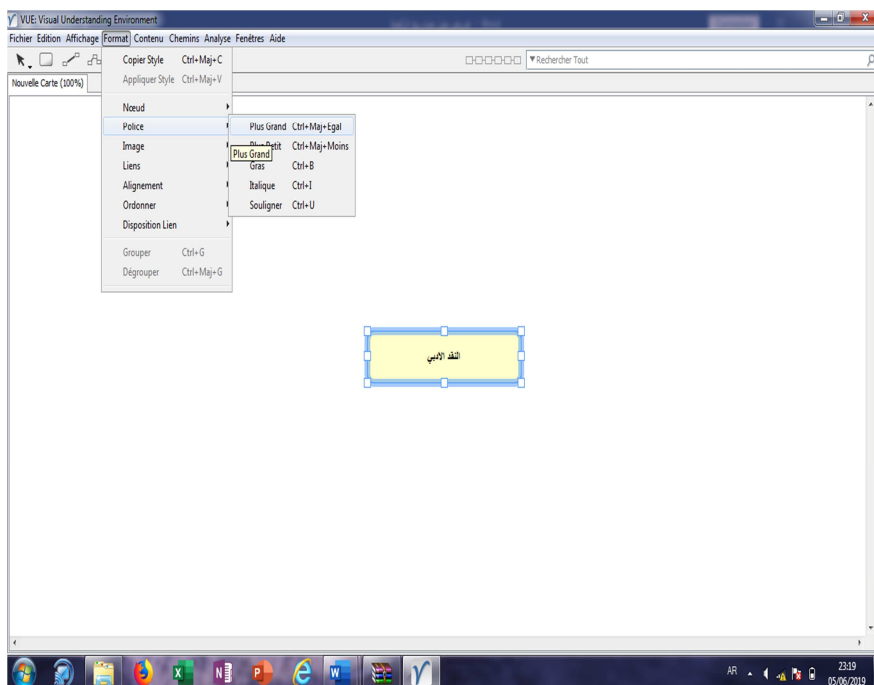 VUE: Visual Understanding Environment
Fichier Edition Affichage Format Contenu Chemins Analyse Fenêtres Aide
Rechercher Tout
Nouvelle Carte (100%)
Copier Style Ctrl+Maj+C
Appliquer Style Ctrl+Maj+V
Nœud
Police
Image
Liens
Alignement
Ordonner
Disposition Lien
Grouper Ctrl+G
Dégrouper Ctrl+Maj+G
Plus Grand Ctrl+Maj+Egal
Plus Petit Ctrl+Maj+Moins
Plus Grand
Gras Ctrl+B
Italique Ctrl+I
Souligner Ctrl+U
النقد الادبي
AR
23:19
05/06/2019